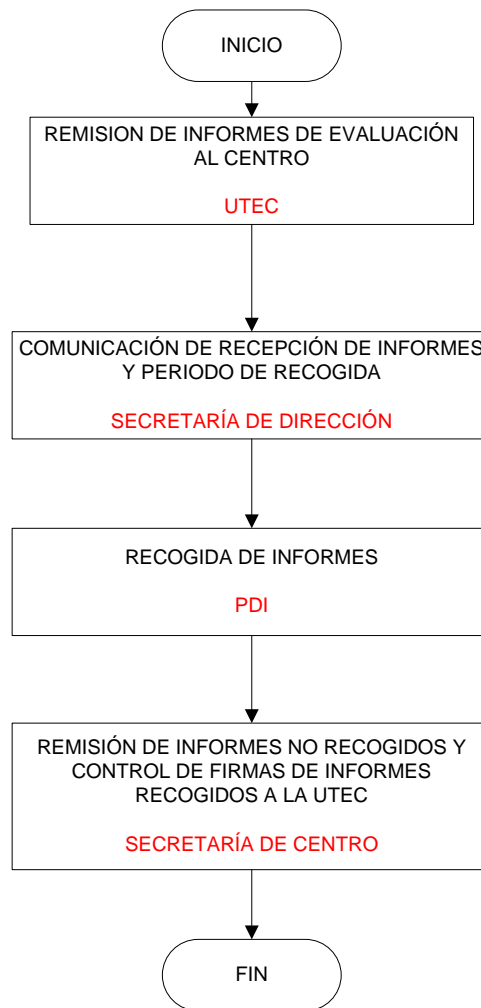 INICIO
REMISION DE INFORMES DE EVALUACIÓN
AL CENTRO
UTEC
COMUNICACIÓN DE RECEPCIÓN DE INFORMES
Y PERIODO DE RECOGIDA
SECRETARÍA DE DIRECCIÓN
RECOGIDA DE INFORMES
PDI
REMISIÓN DE INFORMES NO RECOGIDOS Y
CONTROL DE FIRMAS DE INFORMES
RECOGIDOS A LA UTEC
SECRETARÍA DE CENTRO
FIN